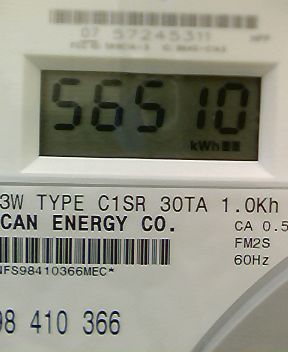 07 57245311
56510
kWh
3W TYPE C1SR 30TA 1.0Kh
CAN ENERGY CO.
CA 0.5
FM2S
60Hz
NFS98410366MEC*
98 410 366